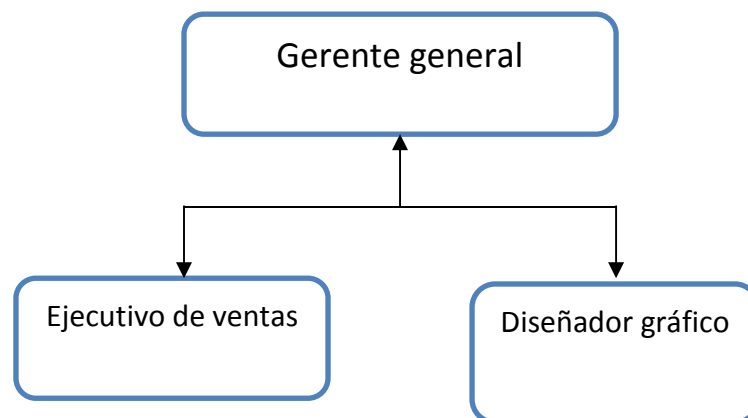 Gerente general
Ejecutivo de ventas
Diseñador gráfico